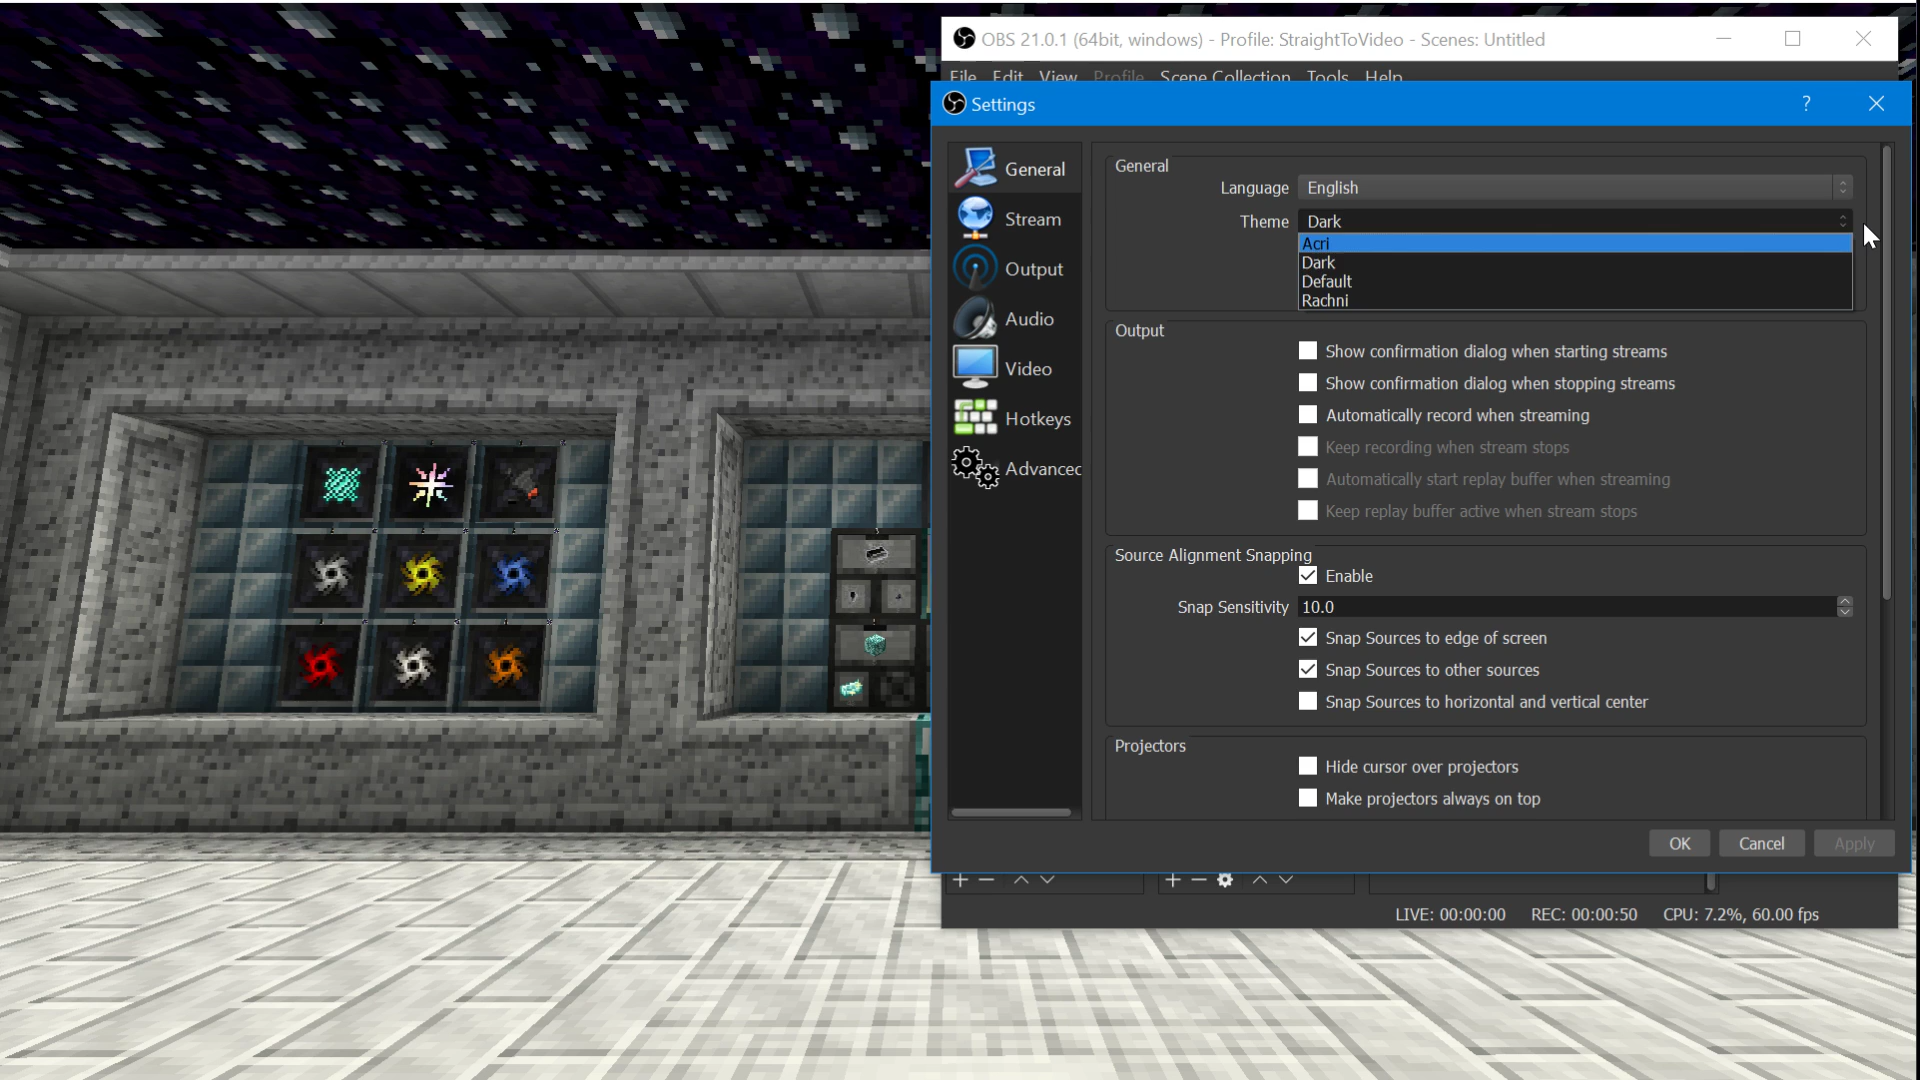 OBS 21.0.1 (64bit, windows) - Profile: StraightToVideo - Scenes: Untitled
File Edit View Profile Scene Collection Tools Help
Settings
?
General
Stream
Output
Audio
Video
Hotkeys
Advanced
General
Language English
Theme Dark
Acri
Dark
Default
Rachni
Output
Show confirmation dialog when starting streams
Show confirmation dialog when stopping streams
Automatically record when streaming
Keep recording when stream stops
Automatically start replay buffer when streaming
Keep replay buffer active when stream stops
Source Alignment Snapping
Enable
Snap Sensitivity 10.0
Snap Sources to edge of screen
Snap Sources to other sources
Snap Sources to horizontal and vertical center
Projectors
Hide cursor over projectors
Make projectors always on top
OK Cancel Apply
LIVE: 00:00:00 REC: 00:00:50 CPU: 7.2%, 60.00 fps